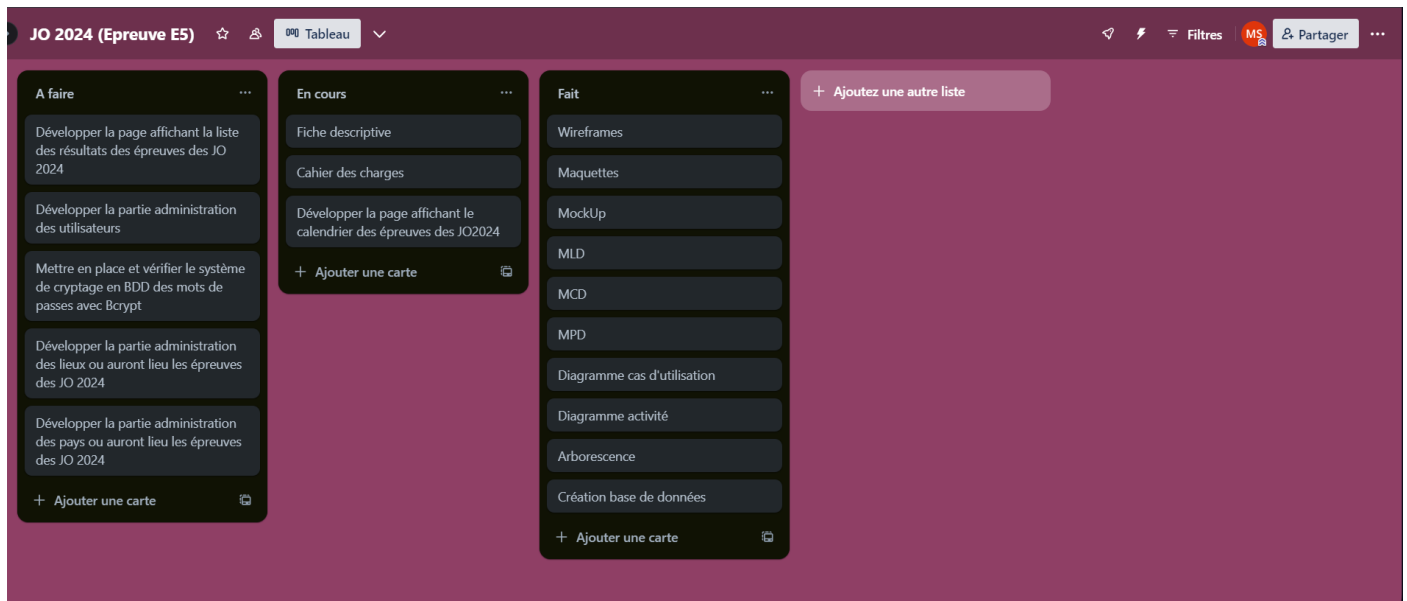 JO 2024 (Epreuve E5)
Tableau
Filtres
MS
Partager
A faire
Développer la page affichant la liste
des résultats des épreuves des JO
2024
Développer la partie administration
des utilisateurs
Mettre en place et vérifier le système
de cryptage en BDD des mots de
passes avec Bcrypt
Développer la partie administration
des lieux ou auront lieu les épreuves
des JO 2024
Développer la partie administration
des pays ou auront lieu les épreuves
des JO 2024
+ Ajouter une carte
En cours
Fiche descriptive
Cahier des charges
Développer la page affichant le
calendrier des épreuves des JO2024
+ Ajouter une carte
Fait
Wireframes
Maquettes
MockUp
MLD
MCD
MPD
Diagramme cas d'utilisation
Diagramme activité
Arborescence
Création base de données
+ Ajouter une carte
+ Ajoutez une autre liste